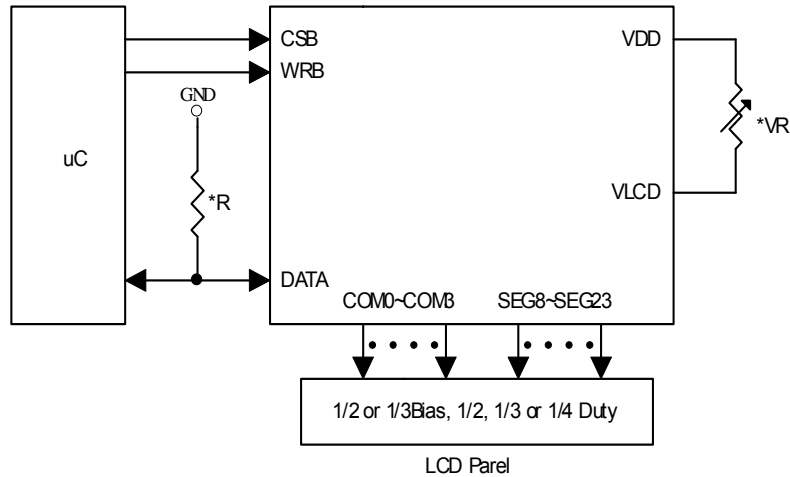 CSB
VDD
WRB
GND
*VR
uC
*R
VLCD
DATA
COM0~COM3
SEG8~SEG23
1/2 or 1/3Bias, 1/2, 1/3 or 1/4 Duty
LCD Parel